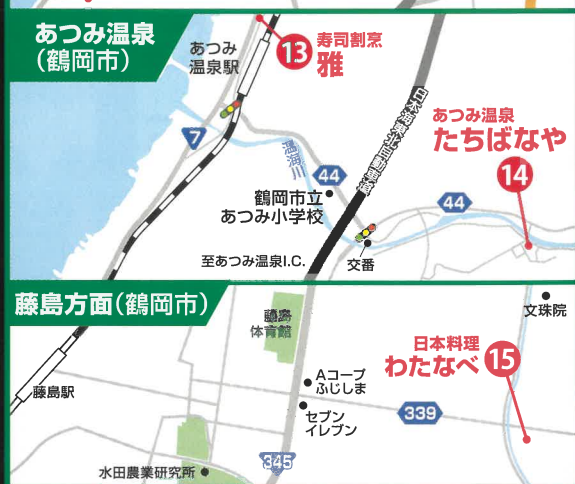 あつみ温泉
(鶴岡市)
あつみ
温泉駅
13
寿司割烹
雅
7
日本海東北自動車道
温海川
44
あつみ温泉
たちばなや
14
鶴岡市立
あつみ小学校
44
至あつみ温泉I.C.
交番
藤島方面(鶴岡市)
藤島
体育館
文珠院
日本料理
わたなべ
15
藤島駅
Aコープ
ふじしま
339
セブン
イレブン
345
水田農業研究所